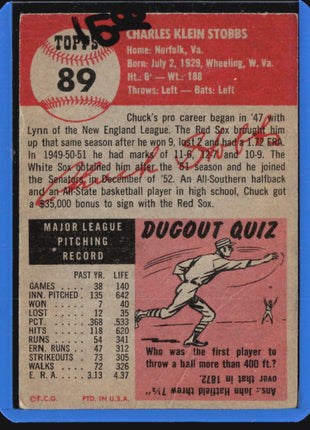 15.00
TOPPS
89
CHARLES KLEIN STOBBS
Home: Norfolk, Va.
Born: July 2, 1929, Wheeling, W. Va.
Ht: 6' - Wt: 188
Throws: Left - Bats: Left
Chuck's pro career began in '47 with
Lynn of the New England League. The Red Sox brought him
up that same season after he won 9, lost 2 and had a 1.72 ERA.
In 1949-50-51 he had marks of 11-6, 12-7 and 10-9. The
White Sox obtained him after the '51 season and he joined
the Senators in December of '52. An All-Southern halfback
and an All-State basketball player in high school, Chuck got
a $35,000 bonus to sign with the Red Sox.
Chuck Stobbs
MAJOR LEAGUE
PITCHING
RECORD
PAST YR. LIFE
GAMES 38 140
INN. PITCHED 135 642
WON 7 40
LOST 12 35
PCT. .368 .533
HITS 118 620
RUNS 54 341
ERN. RUNS 47 312
STRIKEOUTS 73 305
WALKS 72 326
E. R. A. 3.13 4.37
DUGOUT QUIZ
Who was the first player to
throw a ball more than 400 ft.?
Ans.: John Hatfield threw 7½"
over that in 1872.
©T.C.G. PTD. IN U.S.A.